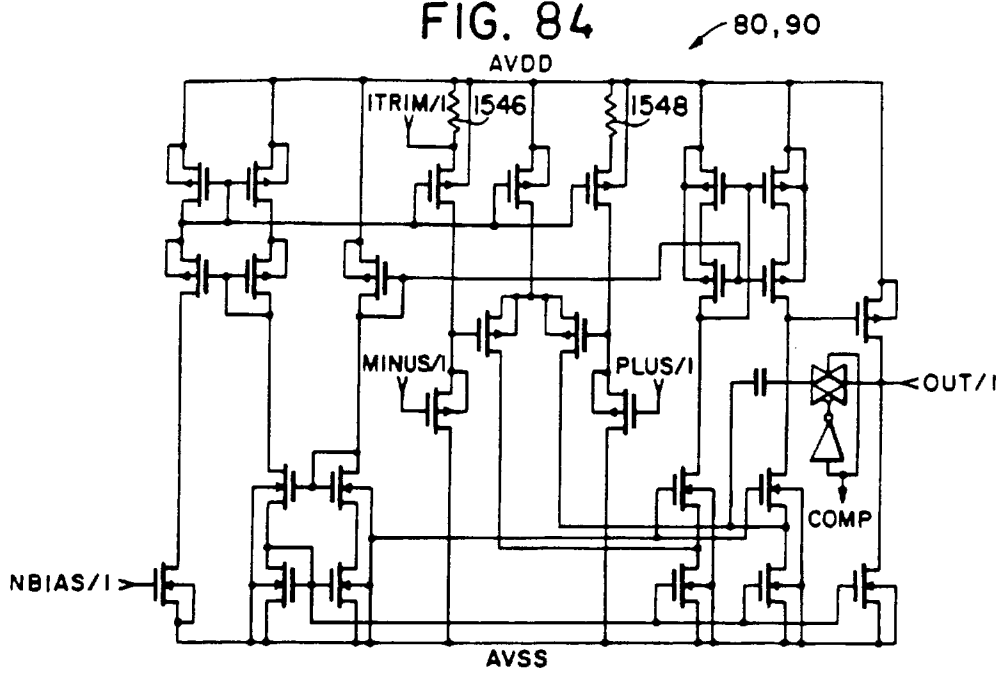 FIG. 84
80,90
AVDD
ITRIM/I
1546
1548
MINUS/I
PLUS/I
OUT/I
COMP
NBIAS/I
AVSS